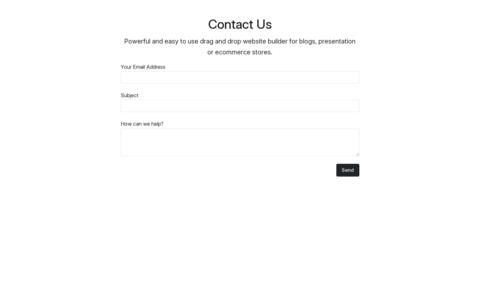 Contact Us
Powerful and easy to use drag and drop website builder for blogs, presentation
or ecommerce stores.
Your Email Address
Subject
How can we help?
Send